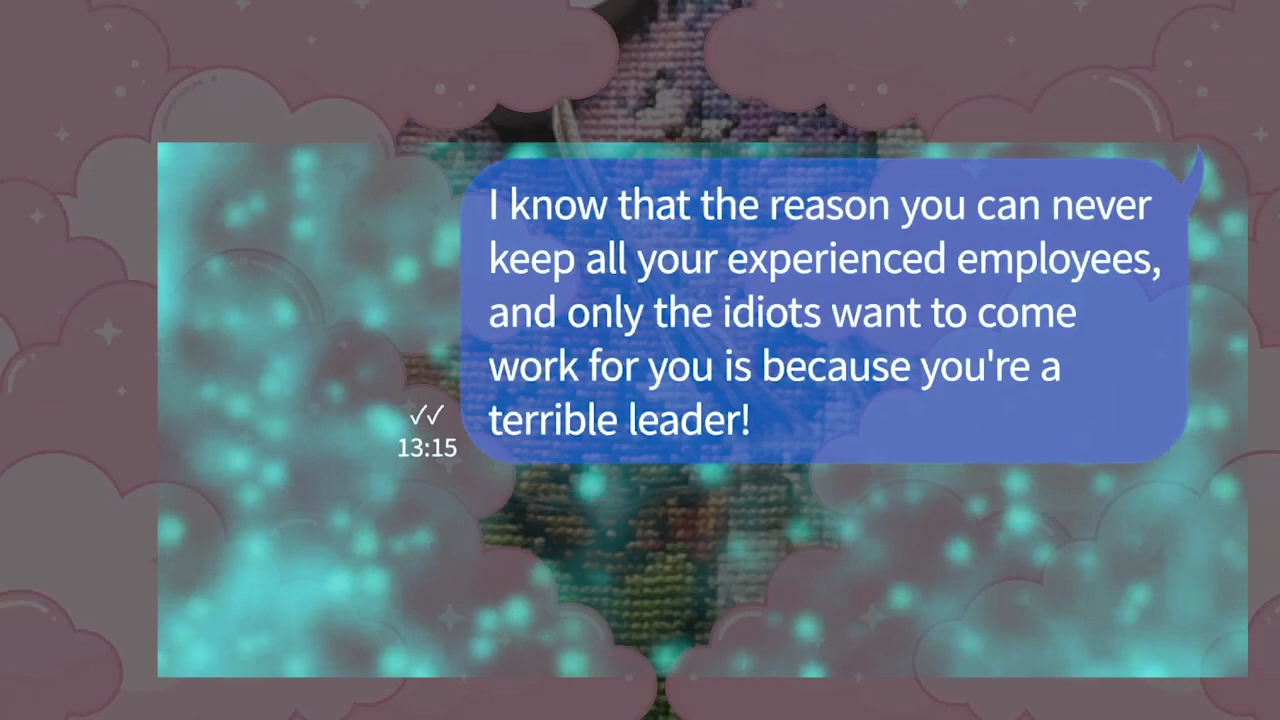 I know that the reason you can never
keep all your experienced employees,
and only the idiots want to come
work for you is because you're a
terrible leader!
✓✓
13:15